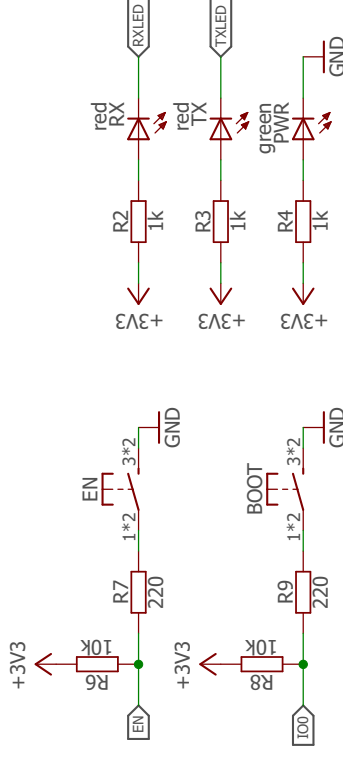 RXLED
TXLED
red
RX
red
TX
green
PWR
GND
R2
1k
R3
1k
R4
1k
+3V3
+3V3
+3V3
EN
1*2
3*2
GND
R7
220
+3V3
R6
10k
EN
BOOT
1*2
3*2
GND
R9
220
+3V3
R8
10k
IO0